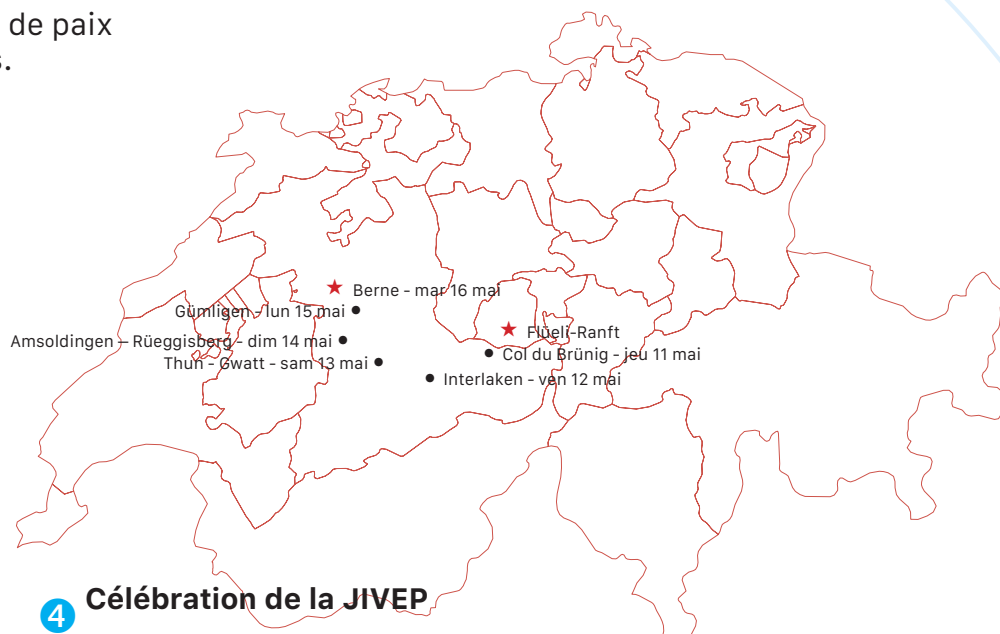 de paix
s.
Berne - mar 16 mai
Gümligen - lun 15 mai
Flüeli-Ranft
Amsoldingen – Rüeggisberg - dim 14 mai
Col du Brünig - jeu 11 mai
Thun - Gwatt - sam 13 mai
Interlaken - ven 12 mai
4 Célébration de la JIVEP